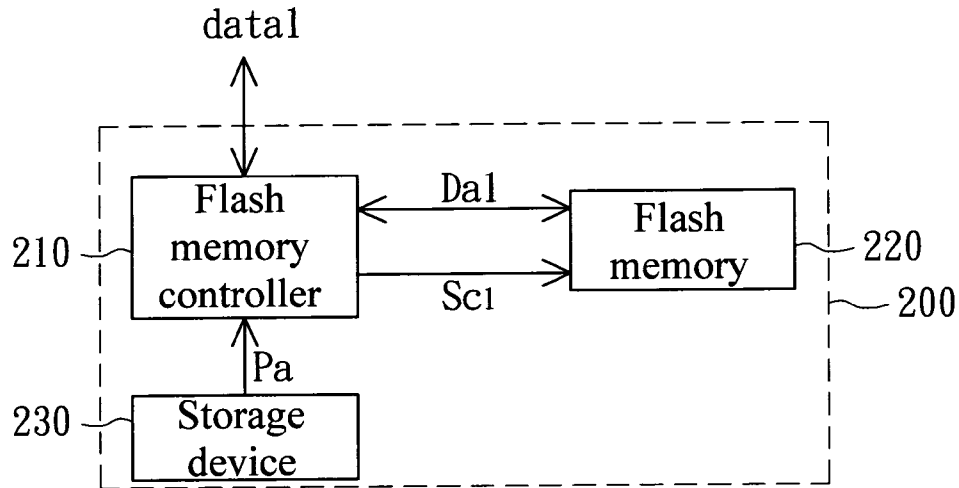 data1
Flash
memory
controller
Da1
Sc1
Flash
memory
210
220
200
Pa
230
Storage
device